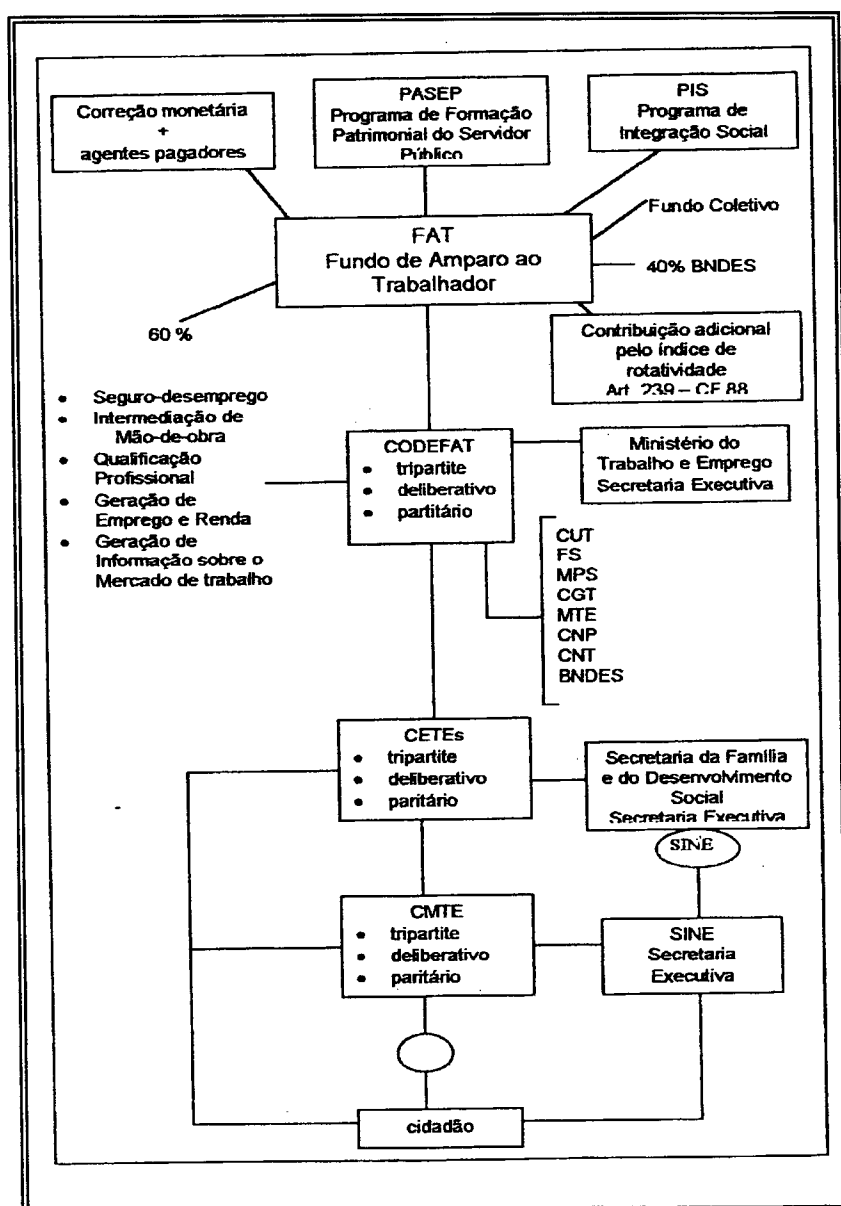 Correção monetária
+
agentes pagadores
PASEP
Programa de Formação
Patrimonial do Servidor
Público
PIS
Programa de
Integração Social
FAT
Fundo de Amparo ao
Trabalhador
Fundo Coletivo
40% BNDES
60 %
Contribuição adicional
pelo índice de
rotatividade
Art. 239 – CF 88
• Seguro-desemprego
• Intermediação de
Mão-de-obra
• Qualificação
Profissional
• Geração de
Emprego e Renda
• Geração de
Informação sobre o
Mercado de trabalho
CODEFAT
• tripartite
• deliberativo
• partitário
Ministério do
Trabalho e Emprego
Secretaria Executiva
CUT
FS
MPS
CGT
MTE
CNP
CNT
BNDES
CETEs
• tripartite
• deliberativo
• paritário
Secretaria da Família
e do Desenvolvimento
Social
Secretaria Executiva
SINE
CMTE
• tripartite
• deliberativo
• paritário
SINE
Secretaria
Executiva
cidadão